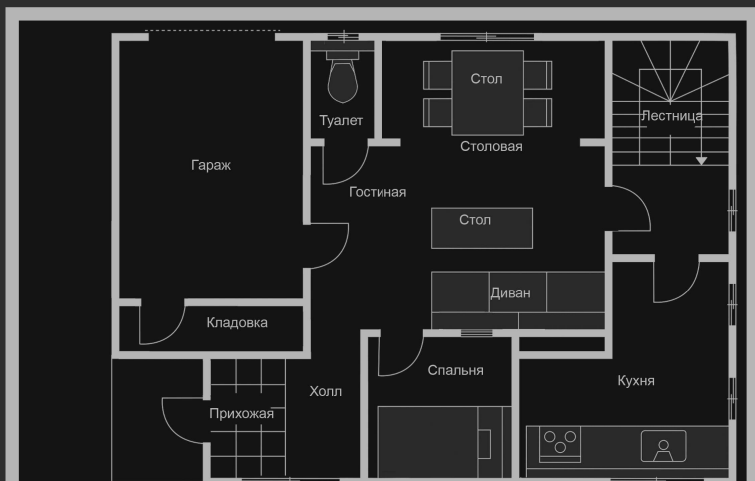 Стол
Туалет
Лестница
Столовая
Гараж
Гостиная
Стол
Диван
Кладовка
Спальня
Кухня
Холл
Прихожая